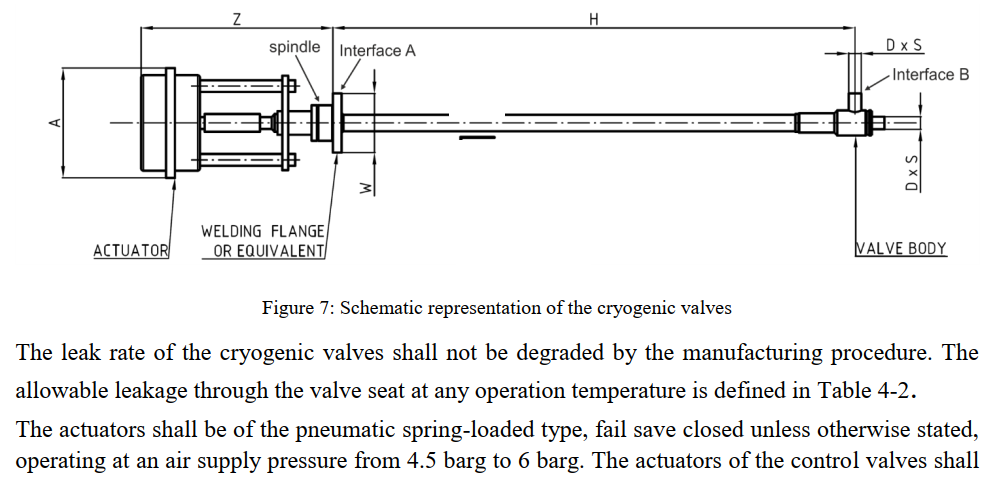 Z
H
spindle
Interface A
D x S
Interface B
A
W
D x S
WELDING FLANGE
OR EQUIVALENT
ACTUATOR
VALVE BODY
Figure 7: Schematic representation of the cryogenic valves
The leak rate of the cryogenic valves shall not be degraded by the manufacturing procedure. The
allowable leakage through the valve seat at any operation temperature is defined in Table 4-2.
The actuators shall be of the pneumatic spring-loaded type, fail save closed unless otherwise stated,
operating at an air supply pressure from 4.5 barg to 6 barg. The actuators of the control valves shall